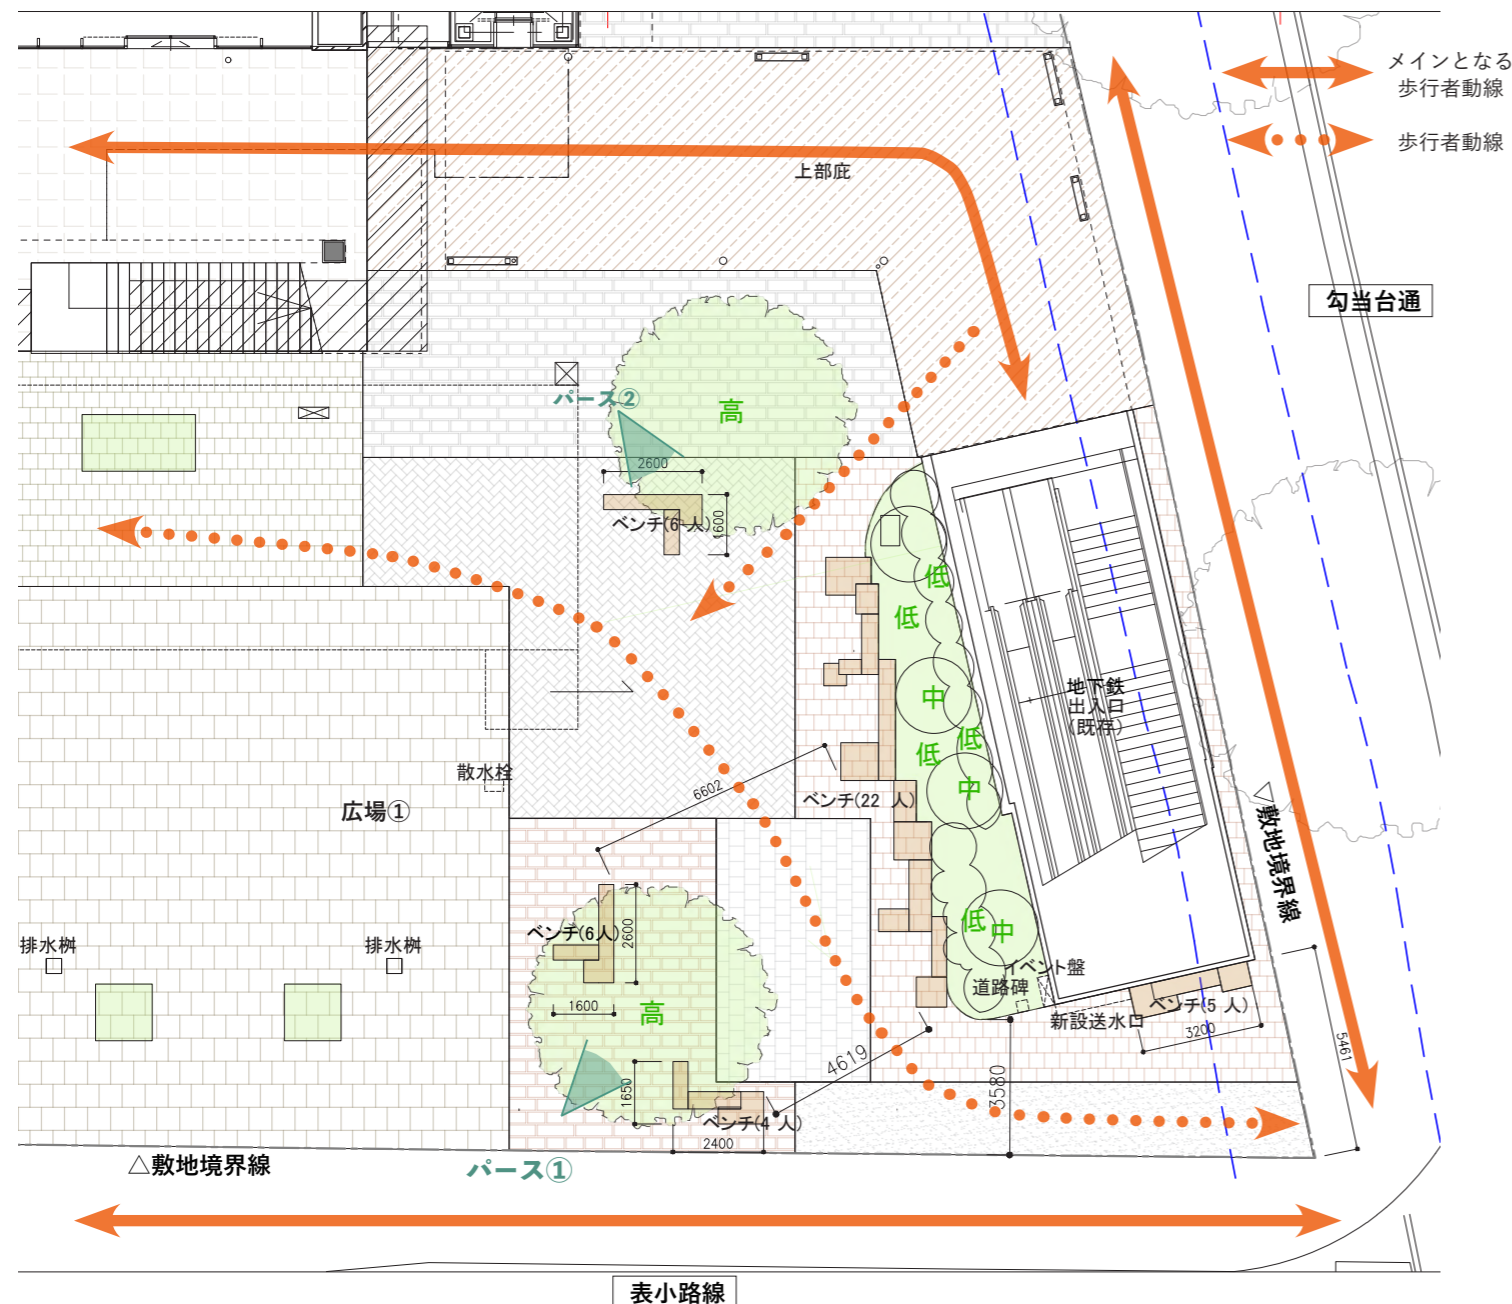 メインとなる
歩行者動線
歩行者動線
上部庇
勾当台通
パース②
高
2600
ベンチ(6 人)
1600
低
低
中
低
低
中
地下鉄
出入口
(既存)
散水栓
6602
ベンチ(22 人)
広場①
△敷地境界線
ベンチ(6人)
2600
低
中
排水桝
排水桝
イベント盤
道路碑
1600
高
新設送水口
ベンチ(5 人)
3200
5461
4619
3580
1650
ベンチ(4 人)
2400
△敷地境界線
パース①
表小路線